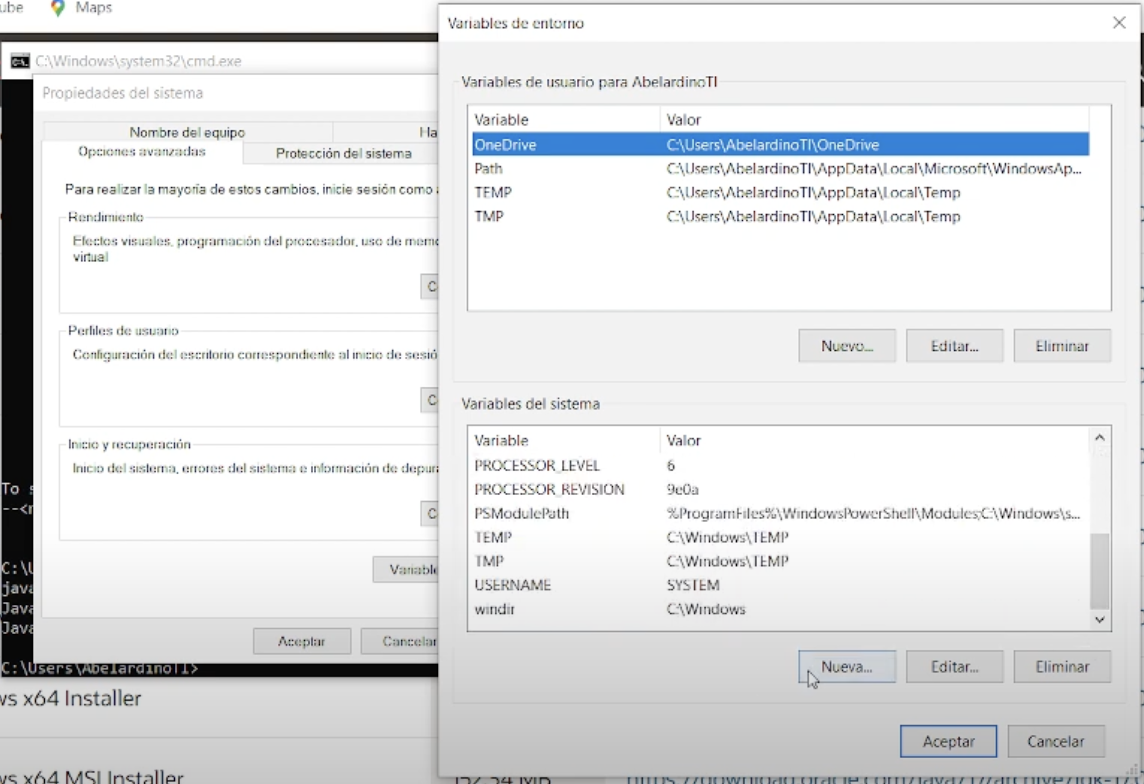 ube Maps
C:\Windows\system32\cmd.exe
Propiedades del sistema
Nombre del equipo Ha
Opciones avanzadas Protección del sistema
Para realizar la mayoría de estos cambios, inicie sesión como
Rendimiento
Efectos visuales, programación del procesador, uso de memo
virtual
C
Perfiles de usuario
Configuración del escritorio correspondiente al inicio de sesió
C
Inicio y recuperación
Inicio del sistema, errores del sistema e información de depura
C
Variable
Aceptar Cancelar
To s
--<n
C:\U
java
Java
Java
C:\Users\AbelardinoTI>
ws x64 Installer
ws x64 MSI Installer
Variables de entorno
Variables de usuario para AbelardinoTI
Variable Valor
OneDrive C:\Users\AbelardinoTI\OneDrive
Path C:\Users\AbelardinoTI\AppData\Local\Microsoft\WindowsAp...
TEMP C:\Users\AbelardinoTI\AppData\Local\Temp
TMP C:\Users\AbelardinoTI\AppData\Local\Temp
Nuevo... Editar... Eliminar
Variables del sistema
Variable Valor
PROCESSOR_LEVEL 6
PROCESSOR_REVISION 9e0a
PSModulePath %ProgramFiles%\WindowsPowerShell\Modules;C:\Windows\s...
TEMP C:\Windows\TEMP
TMP C:\Windows\TEMP
USERNAME SYSTEM
windir C:\Windows
Nueva... Editar... Eliminar
Aceptar Cancelar